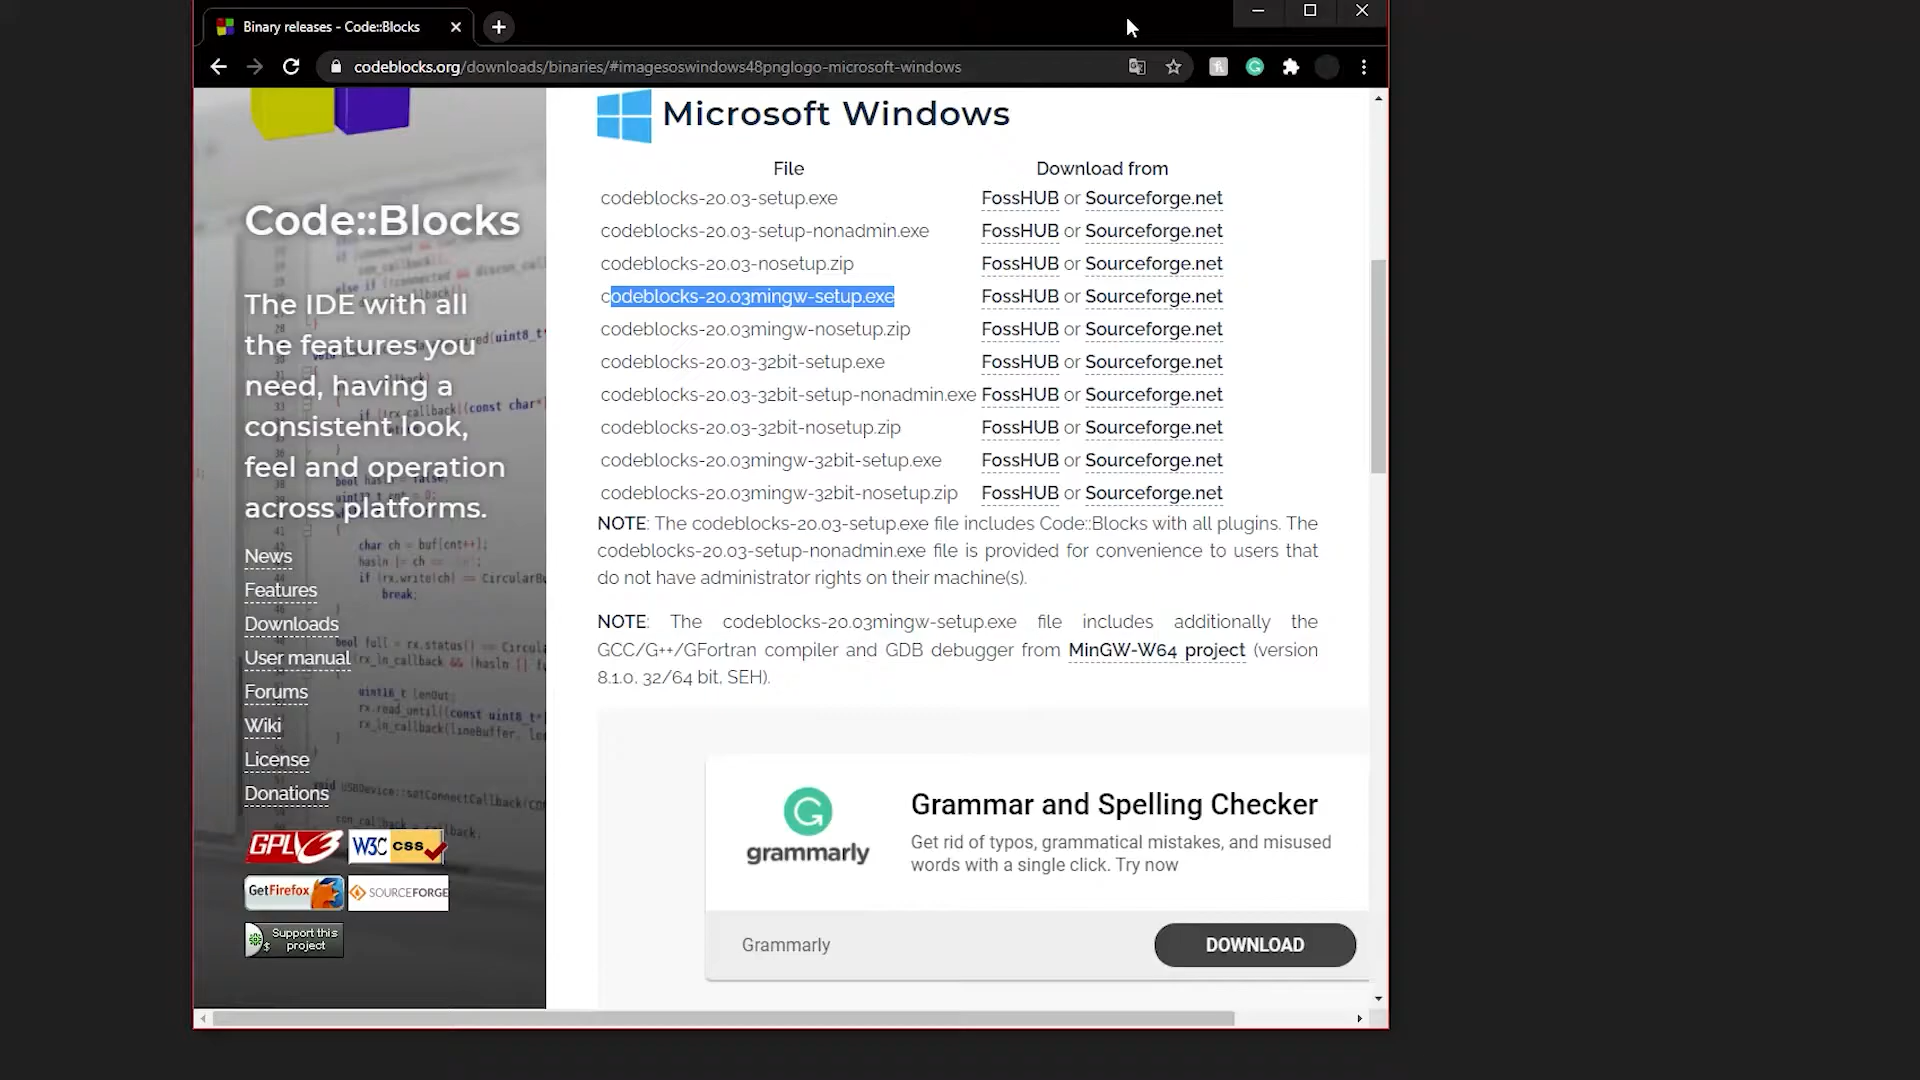 Binary releases - Code::Blocks
codeblocks.org/downloads/binaries/#imagesoswindows48pnglogo-microsoft-windows
Code::Blocks
The IDE with all
the features you
need, having a
consistent look,
feel and operation
across platforms.
News
Features
Downloads
User manual
Forums
Wiki
License
Donations
GPLv3
W3C css
GetFirefox
SOURCEFORGE
Support this
project
Microsoft Windows
File Download from
codeblocks-20.03-setup.exe FossHUB or Sourceforge.net
codeblocks-20.03-setup-nonadmin.exe FossHUB or Sourceforge.net
codeblocks-20.03-nosetup.zip FossHUB or Sourceforge.net
codeblocks-20.03mingw-setup.exe FossHUB or Sourceforge.net
codeblocks-20.03mingw-nosetup.zip FossHUB or Sourceforge.net
codeblocks-20.03-32bit-setup.exe FossHUB or Sourceforge.net
codeblocks-20.03-32bit-setup-nonadmin.exe FossHUB or Sourceforge.net
codeblocks-20.03-32bit-nosetup.zip FossHUB or Sourceforge.net
codeblocks-20.03mingw-32bit-setup.exe FossHUB or Sourceforge.net
codeblocks-20.03mingw-32bit-nosetup.zip FossHUB or Sourceforge.net
NOTE: The codeblocks-20.03-setup.exe file includes Code::Blocks with all plugins. The
codeblocks-20.03-setup-nonadmin.exe file is provided for convenience to users that
do not have administrator rights on their machine(s).
NOTE: The codeblocks-20.03mingw-setup.exe file includes additionally the
GCC/G++/GFortran compiler and GDB debugger from MinGW-W64 project (version
8.1.0, 32/64 bit, SEH).
grammarly
Grammar and Spelling Checker
Get rid of typos, grammatical mistakes, and misused
words with a single click. Try now
Grammarly
DOWNLOAD